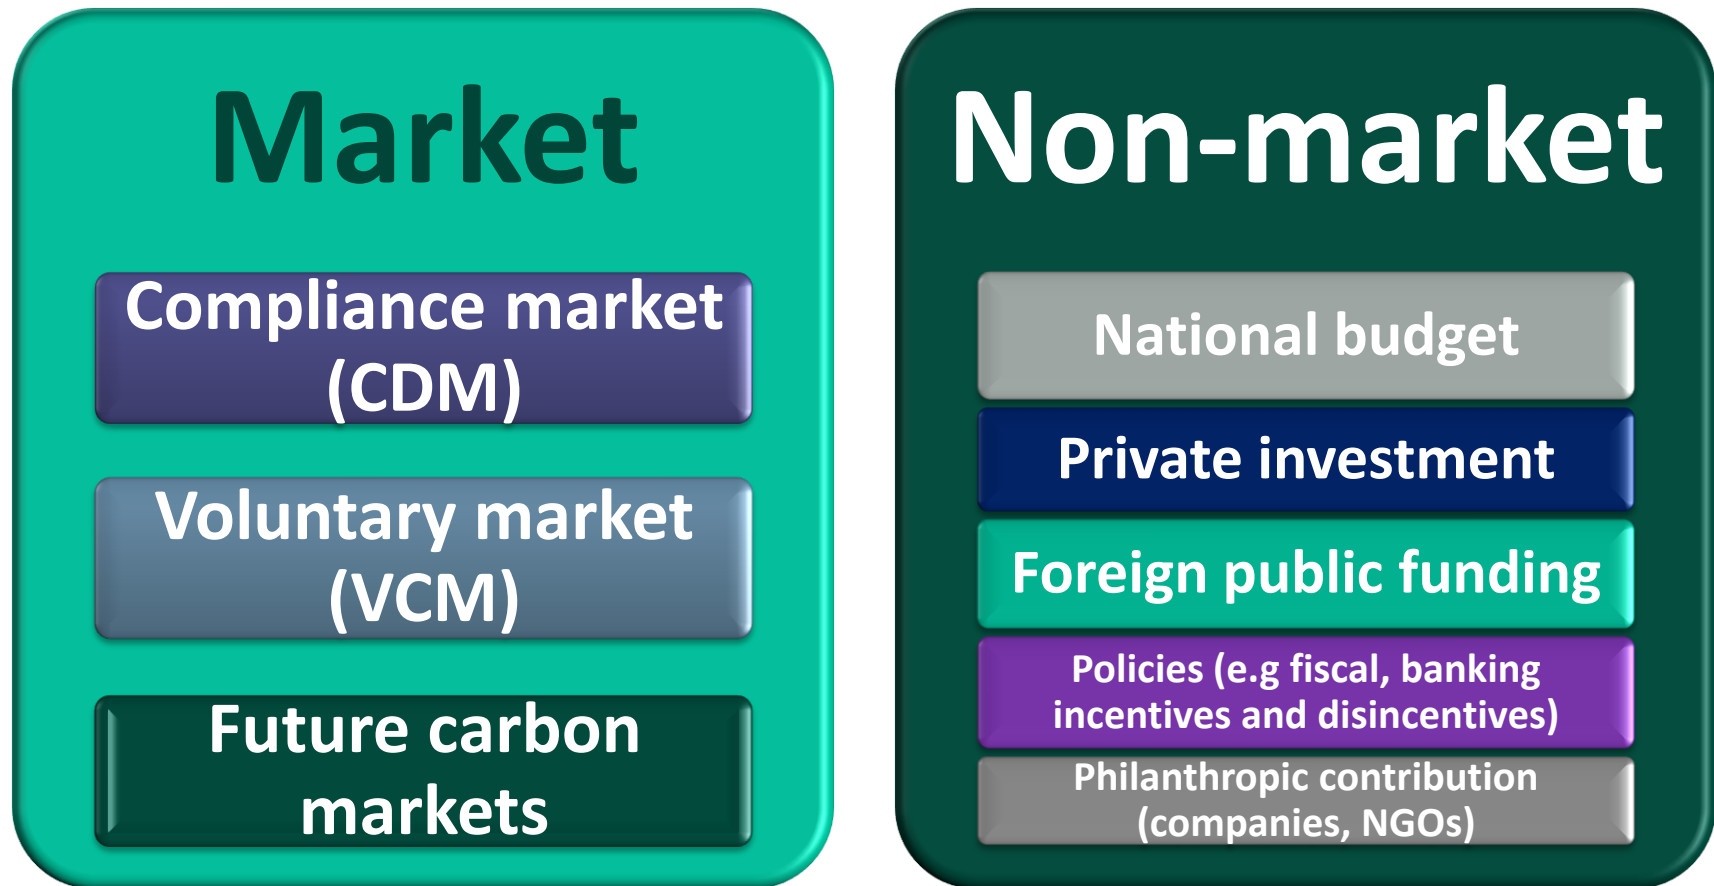 Market
Compliance market
(CDM)
Voluntary market
(VCM)
Future carbon
markets
Non-market
National budget
Private investment
Foreign public funding
Policies (e.g fiscal, banking
incentives and disincentives)
Philanthropic contribution
(companies, NGOs)